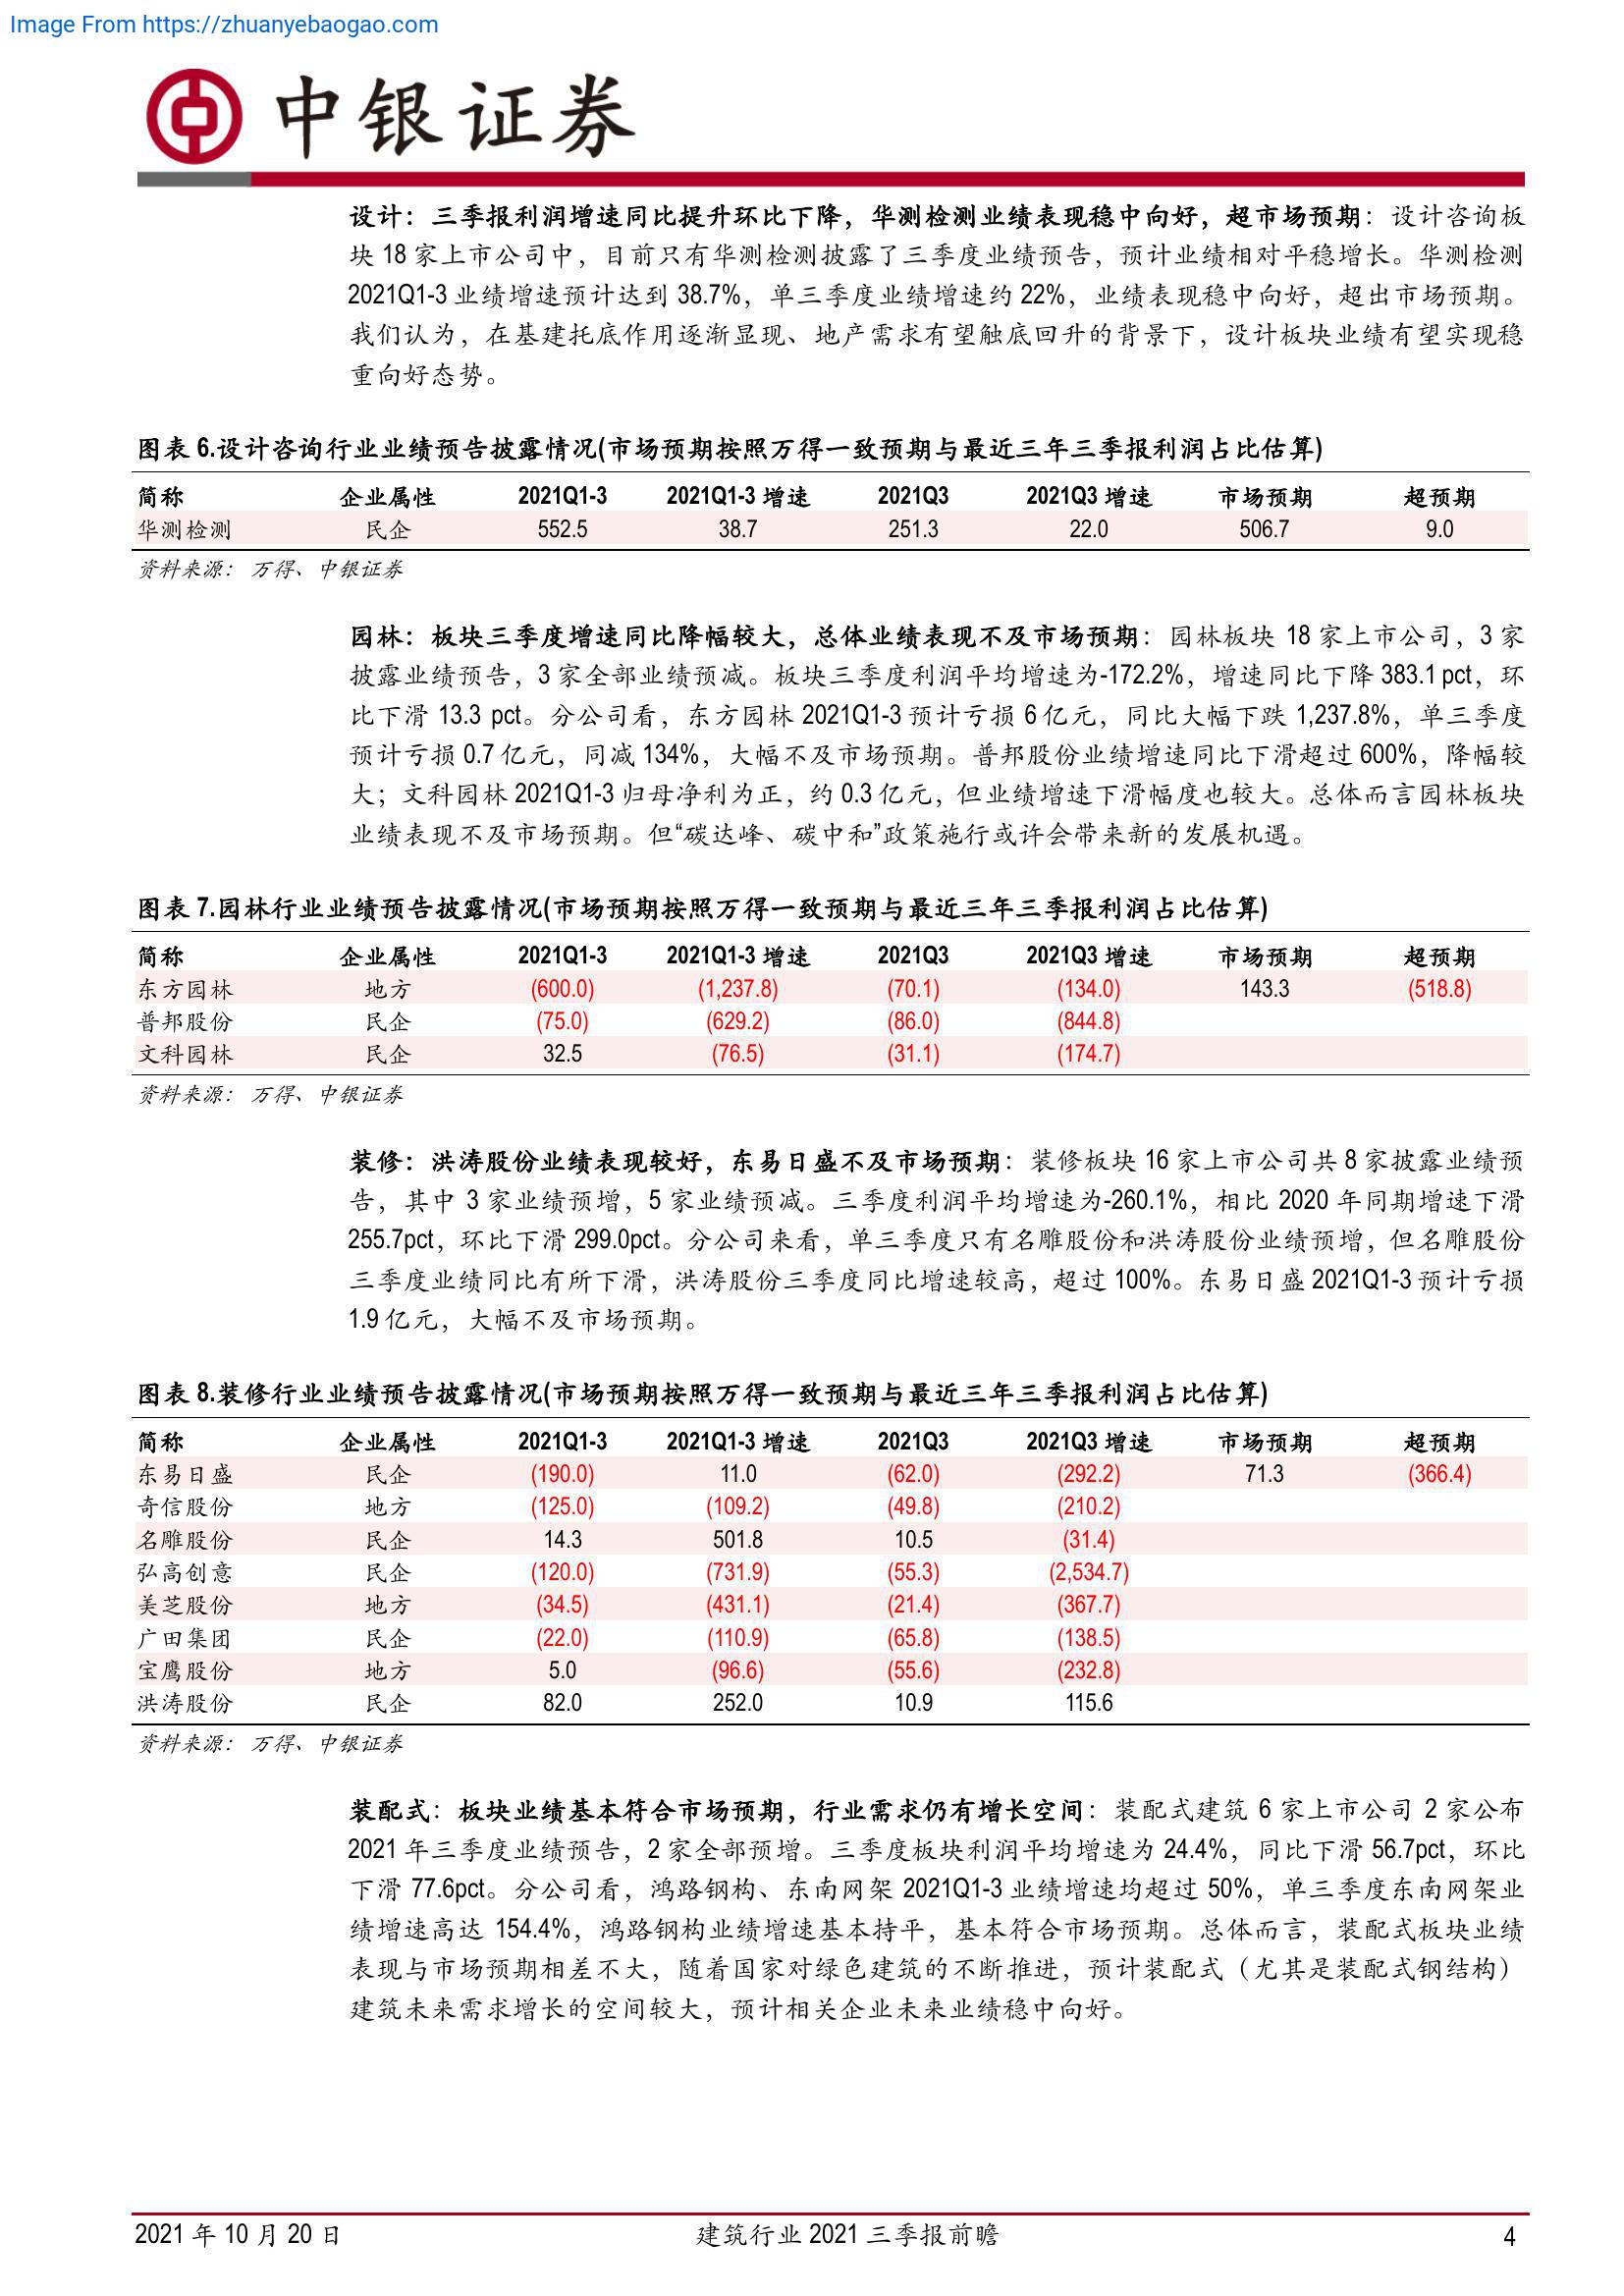 Image From https://zhuanyebaogao.com
中银证券
设计：三季报利润增速同比提升环比下降，华测检测业绩表现稳中向好，超市场预期：设计咨询板
块 18 家上市公司中，目前只有华测检测披露了三季度业绩预告，预计业绩相对平稳增长。华测检测
2021Q1-3 业绩增速预计达到 38.7%，单三季度业绩增速约 22%，业绩表现稳中向好，超出市场预期。
我们认为，在基建托底作用逐渐显现、地产需求有望触底回升的背景下，设计板块业绩有望实现稳
重向好态势。
图表 6.设计咨询行业业绩预告披露情况(市场预期按照万得一致预期与最近三年三季报利润占比估算)
简称 企业属性 2021Q1-3 2021Q1-3 增速 2021Q3 2021Q3 增速 市场预期 超预期
华测检测 民企 552.5 38.7 251.3 22.0 506.7 9.0
资料来源： 万得、中银证券
园林：板块三季度增速同比降幅较大，总体业绩表现不及市场预期：园林板块 18 家上市公司，3 家
披露业绩预告，3 家全部业绩预减。板块三季度利润平均增速为-172.2%，增速同比下降 383.1 pct，环
比下滑 13.3 pct。分公司看，东方园林 2021Q1-3 预计亏损 6 亿元，同比大幅下跌 1,237.8%，单三季度
预计亏损 0.7 亿元，同减 134%，大幅不及市场预期。普邦股份业绩增速同比下滑超过 600%，降幅较
大；文科园林 2021Q1-3 归母净利为正，约 0.3 亿元，但业绩增速下滑幅度也较大。总体而言园林板块
业绩表现不及市场预期。但“碳达峰、碳中和”政策施行或许会带来新的发展机遇。
图表 7.园林行业业绩预告披露情况(市场预期按照万得一致预期与最近三年三季报利润占比估算)
简称 企业属性 2021Q1-3 2021Q1-3 增速 2021Q3 2021Q3 增速 市场预期 超预期
东方园林 地方 (600.0) (1,237.8) (70.1) (134.0) 143.3 (518.8)
普邦股份 民企 (75.0) (629.2) (86.0) (844.8)
文科园林 民企 32.5 (76.5) (31.1) (174.7)
资料来源： 万得、中银证券
装修：洪涛股份业绩表现较好，东易日盛不及市场预期：装修板块 16 家上市公司共 8 家披露业绩预
告，其中 3 家业绩预增，5 家业绩预减。三季度利润平均增速为-260.1%，相比 2020 年同期增速下滑
255.7pct，环比下滑 299.0pct。分公司来看，单三季度只有名雕股份和洪涛股份业绩预增，但名雕股份
三季度业绩同比有所下滑，洪涛股份三季度同比增速较高，超过 100%。东易日盛 2021Q1-3 预计亏损
1.9 亿元，大幅不及市场预期。
图表 8.装修行业业绩预告披露情况(市场预期按照万得一致预期与最近三年三季报利润占比估算)
简称 企业属性 2021Q1-3 2021Q1-3 增速 2021Q3 2021Q3 增速 市场预期 超预期
东易日盛 民企 (190.0) 11.0 (62.0) (292.2) 71.3 (366.4)
奇信股份 地方 (125.0) (109.2) (49.8) (210.2)
名雕股份 民企 14.3 501.8 10.5 (31.4)
弘高创意 民企 (120.0) (731.9) (55.3) (2,534.7)
美芝股份 地方 (34.5) (431.1) (21.4) (367.7)
广田集团 民企 (22.0) (110.9) (65.8) (138.5)
宝鹰股份 地方 5.0 (96.6) (55.6) (232.8)
洪涛股份 民企 82.0 252.0 10.9 115.6
资料来源： 万得、中银证券
装配式：板块业绩基本符合市场预期，行业需求仍有增长空间：装配式建筑 6 家上市公司 2 家公布
2021 年三季度业绩预告，2 家全部预增。三季度板块利润平均增速为 24.4%，同比下滑 56.7pct，环比
下滑 77.6pct。分公司看，鸿路钢构、东南网架 2021Q1-3 业绩增速均超过 50%，单三季度东南网架业
绩增速高达 154.4%，鸿路钢构业绩增速基本持平，基本符合市场预期。总体而言，装配式板块业绩
表现与市场预期相差不大，随着国家对绿色建筑的不断推进，预计装配式（尤其是装配式钢结构）
建筑未来需求增长的空间较大，预计相关企业未来业绩稳中向好。
2021 年 10 月 20 日 建筑行业 2021 三季报前瞻 4